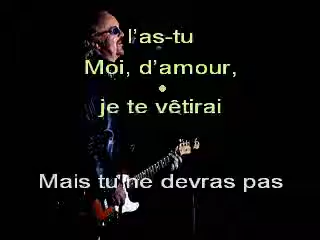 l'as-tu
Moi, d'amour,
je te vêtirai
Mais tu ne devras pas